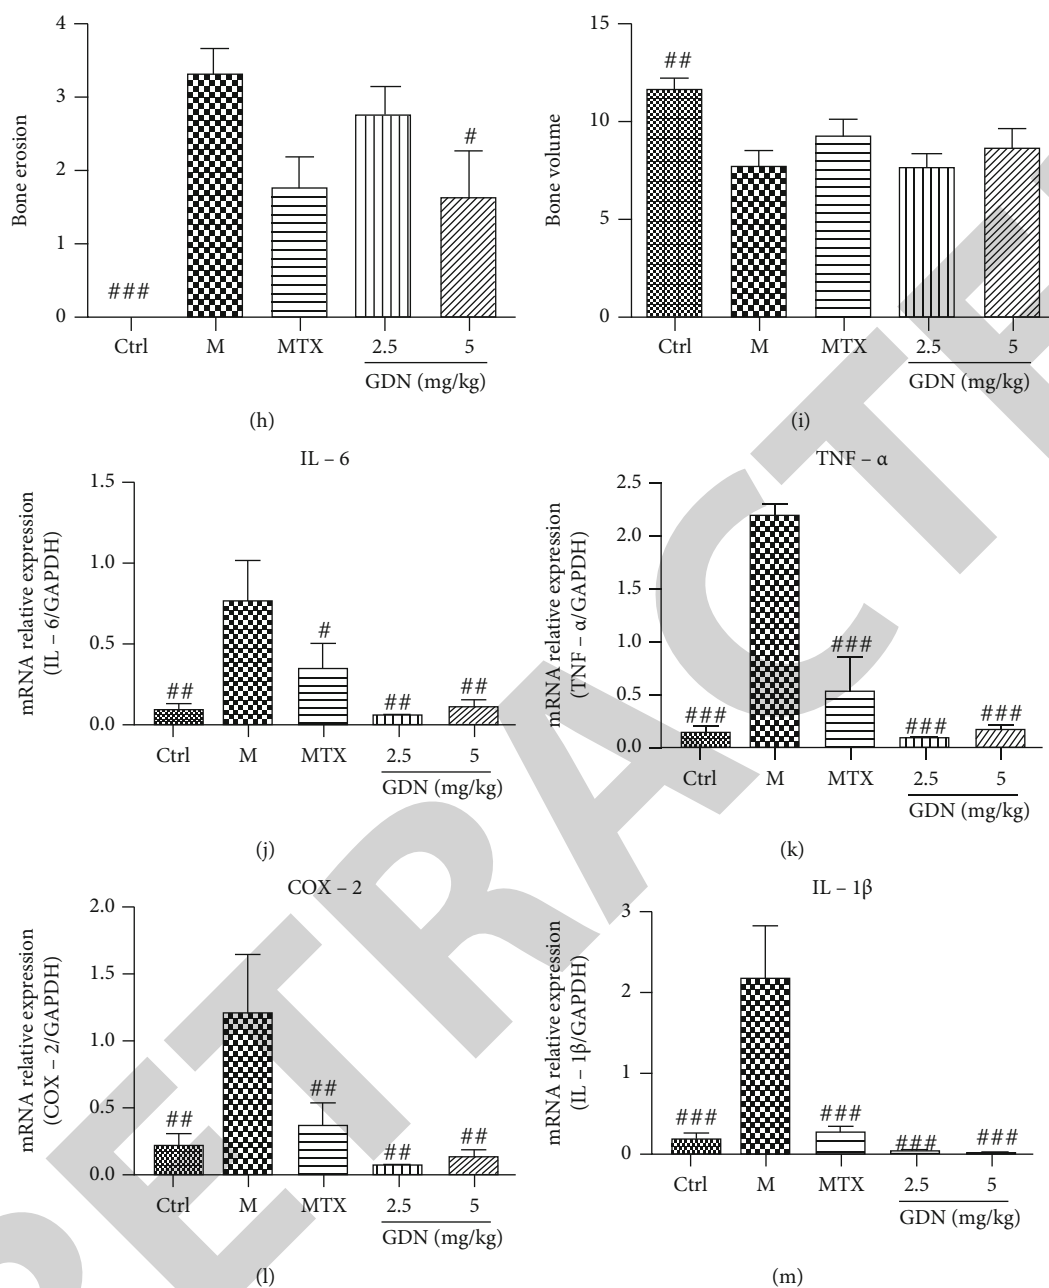 4
3
2
1
0
Bone erosion
###
#
Ctrl
M
MTX
2.5
5
GDN (mg/kg)
(h)
15
10
5
0
Bone volume
##
Ctrl
M
MTX
2.5
5
GDN (mg/kg)
(i)
IL – 6
1.5
1.0
0.5
0.0
mRNA relative expression
(IL – 6/GAPDH)
##
#
##
##
Ctrl
M
MTX
2.5
5
GDN (mg/kg)
(j)
TNF – α
2.5
2.0
1.5
1.0
0.5
0.0
mRNA relative expression
(TNF – α/GAPDH)
###
###
###
###
Ctrl
M
MTX
2.5
5
GDN (mg/kg)
(k)
COX – 2
2.0
1.5
1.0
0.5
0.0
mRNA relative expression
(COX – 2/GAPDH)
##
##
##
##
Ctrl
M
MTX
2.5
5
GDN (mg/kg)
(l)
IL – 1β
3
2
1
0
mRNA relative expression
(IL – 1β/GAPDH)
###
###
###
###
Ctrl
M
MTX
2.5
5
GDN (mg/kg)
(m)
RETRACTE